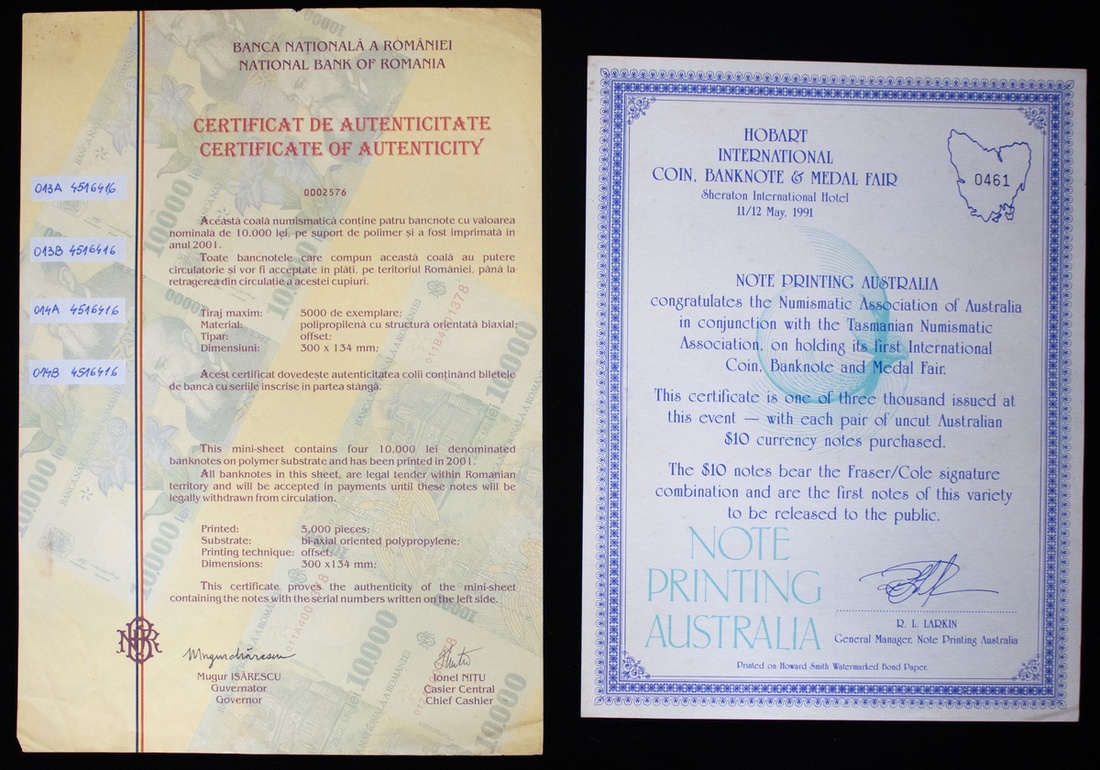 BANCA NAŢIONALĂ A ROMÂNIEI
NATIONAL BANK OF ROMANIA
CERTIFICAT DE AUTENTICITATE
CERTIFICATE OF AUTENTICITY
0002576
013A 4516416
013B 4516416
014A 4516416
014B 4516416
Această coală numismatică conţine patru bancnote cu valoarea
nominală de 10.000 lei, pe suport de polimer şi a fost imprimată în
anul 2001.
Toate bancnotele care compun această coală au putere
circulatorie şi vor fi acceptate în plăţi, pe teritoriul României, până la
retragerea din circulaţie a acestei cupiuri.
Tiraj maxim: 5000 de exemplare;
Material: polipropilenă cu structură orientată biaxial;
Tipar: offset;
Dimensiuni: 300 x 134 mm;
Acest certificat dovedeşte autenticitatea colii conţinând biletele
de bancă cu seriile înscrise in partea stângă.
This mini-sheet contains four 10,000 lei denominated
banknotes on polymer substrate and has been printed in 2001.
All banknotes in this sheet, are legal tender within Romanian
territory and will be accepted in payments until these notes will be
legally withdrawn from circulation.
Printed: 5,000 pieces;
Substrate: bi-axial oriented polypropylene;
Printing technique: offset;
Dimensions: 300 x134 mm;
This certificate proves the authenticity of the mini-sheet
containing the notes with the serial numbers written on the left side.
Mugur ISĂRESCU
Guvernator
Governor
Ionel NIŢU
Casier Central
Chief Cashier
HOBART
INTERNATIONAL
COIN, BANKNOTE & MEDAL FAIR
Sheraton International Hotel
11/12 May, 1991
0461
NOTE PRINTING AUSTRALIA
congratulates the Numismatic Association of Australia
in conjunction with the Tasmanian Numismatic
Association, on holding its first International
Coin, Banknote and Medal Fair.
This certificate is one of three thousand issued at
this event — with each pair of uncut Australian
$10 currency notes purchased.
The $10 notes bear the Fraser/Cole signature
combination and are the first notes of this variety
to be released to the public.
NOTE
PRINTING
AUSTRALIA
R. L. LARKIN
General Manager, Note Printing Australia
Printed on Howard Smith Watermarked Bond Paper.